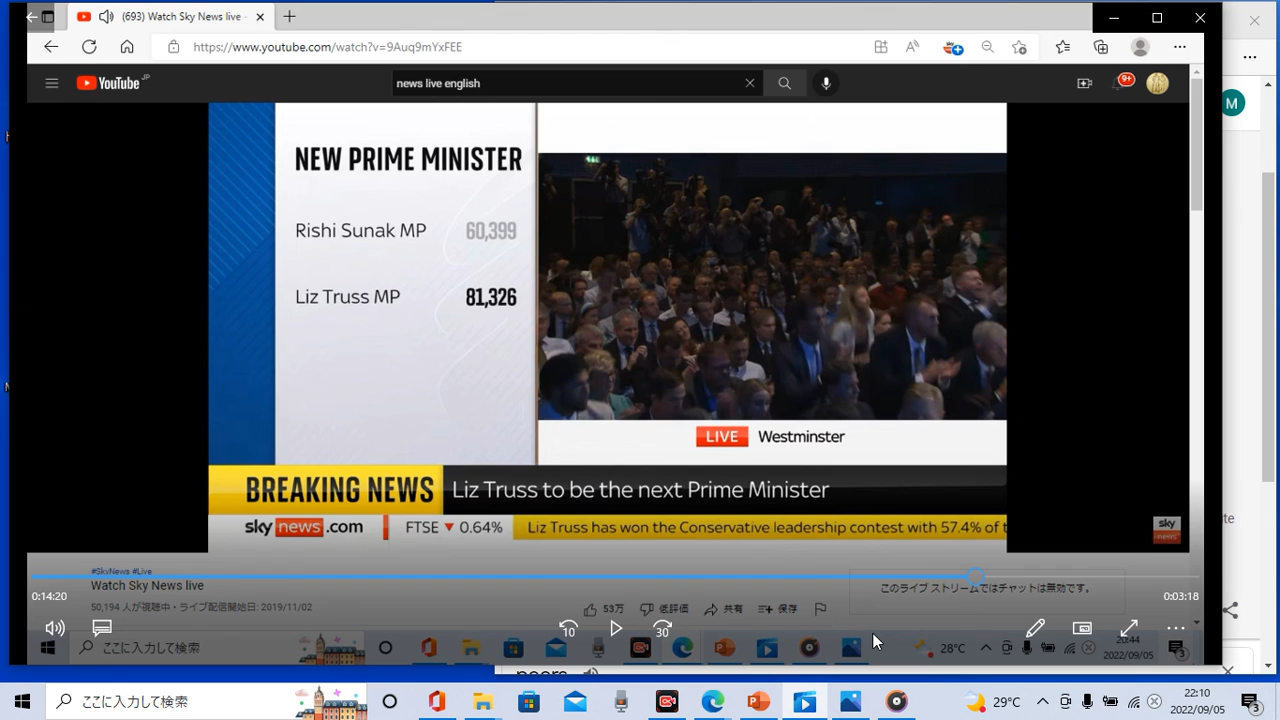 (693) Watch Sky News live -
https://www.youtube.com/watch?v=9Auq9mYxFEE
YouTube JP
news live english
9+
M
NEW PRIME MINISTER
Rishi Sunak MP 60,399
Liz Truss MP 81,326
LIVE Westminster
BREAKING NEWS Liz Truss to be the next Prime Minister
sky news.com FTSE ▼ 0.64% Liz Truss has won the Conservative leadership contest with 57.4% of t
sky news
#SkyNews #Live
Watch Sky News live
このライブ ストリームではチャットは無効です。
0:14:20
0:03:18
50,194 人が視聴中・ライブ配信開始日: 2019/11/02
53万 低評価 共有 保存
10 30
ここに入力して検索
28°C
20:44
2022/09/05
3
ここに入力して検索
29°C
22:10
2022/09/05
3